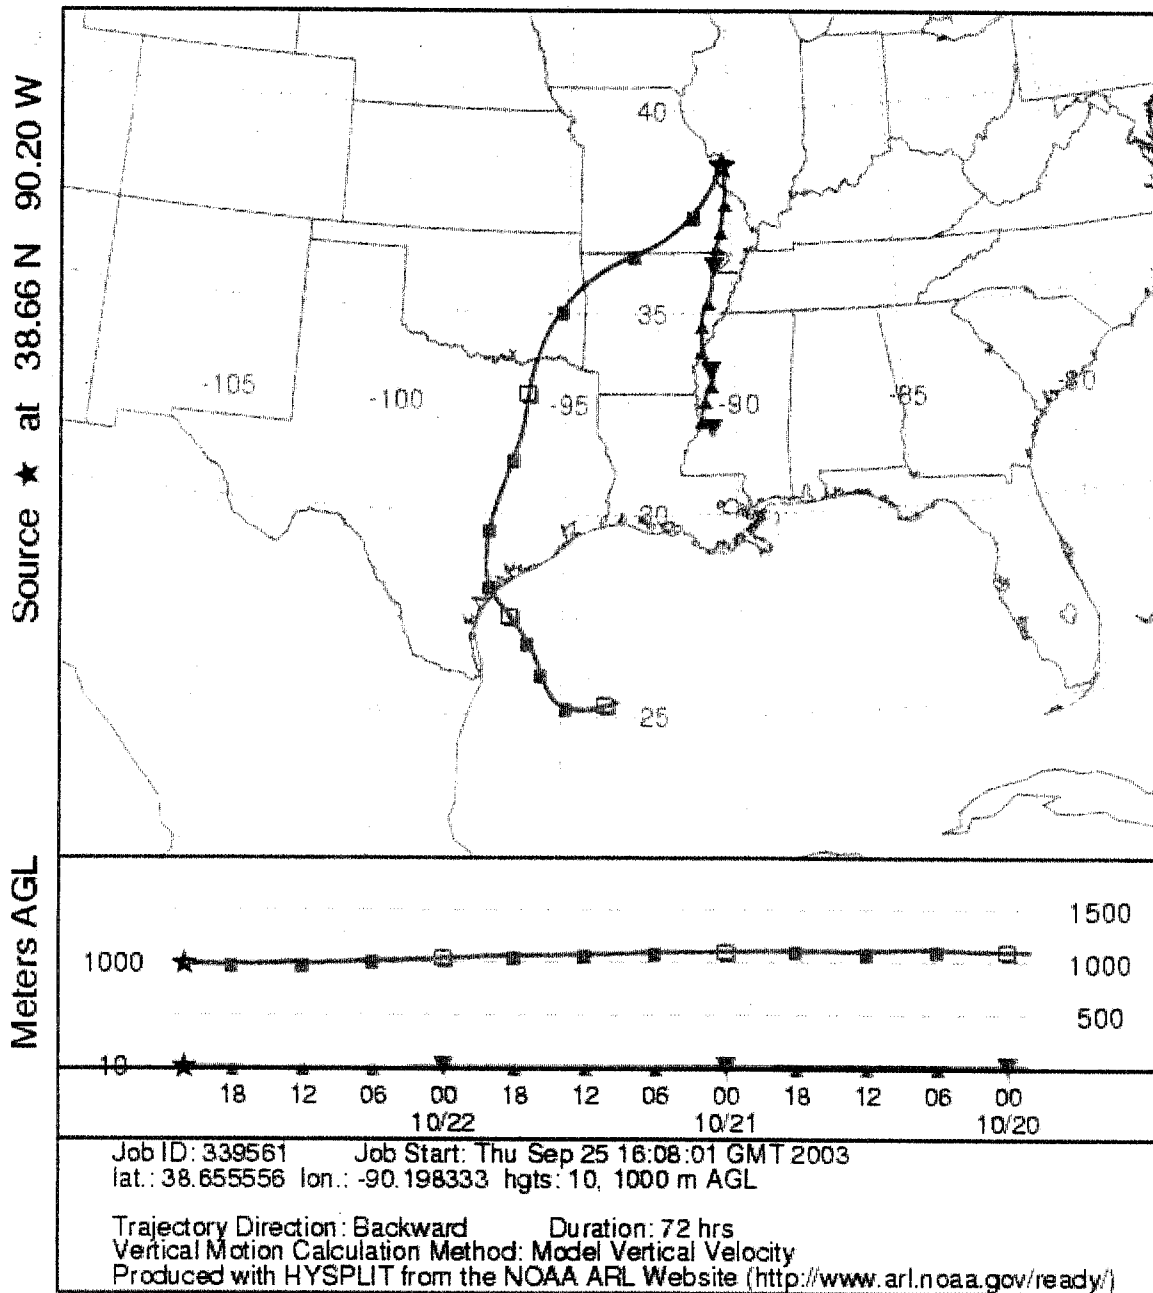 Source ★ at 38.66 N 90.20 W
40
35
-105
-100
-95
-90
-85
-80
30
25
Meters AGL
1500
1000
1000
500
10
18 12 06 00 18 12 06 00 18 12 06 00
10/22 10/21 10/20
Job ID: 339561 Job Start: Thu Sep 25 16:08:01 GMT 2003
lat.: 38.655556 lon.: -90.198333 hgts: 10, 1000 m AGL
Trajectory Direction: Backward Duration: 72 hrs
Vertical Motion Calculation Method: Model Vertical Velocity
Produced with HYSPLIT from the NOAA ARL Website (http://www.arl.noaa.gov/ready/)